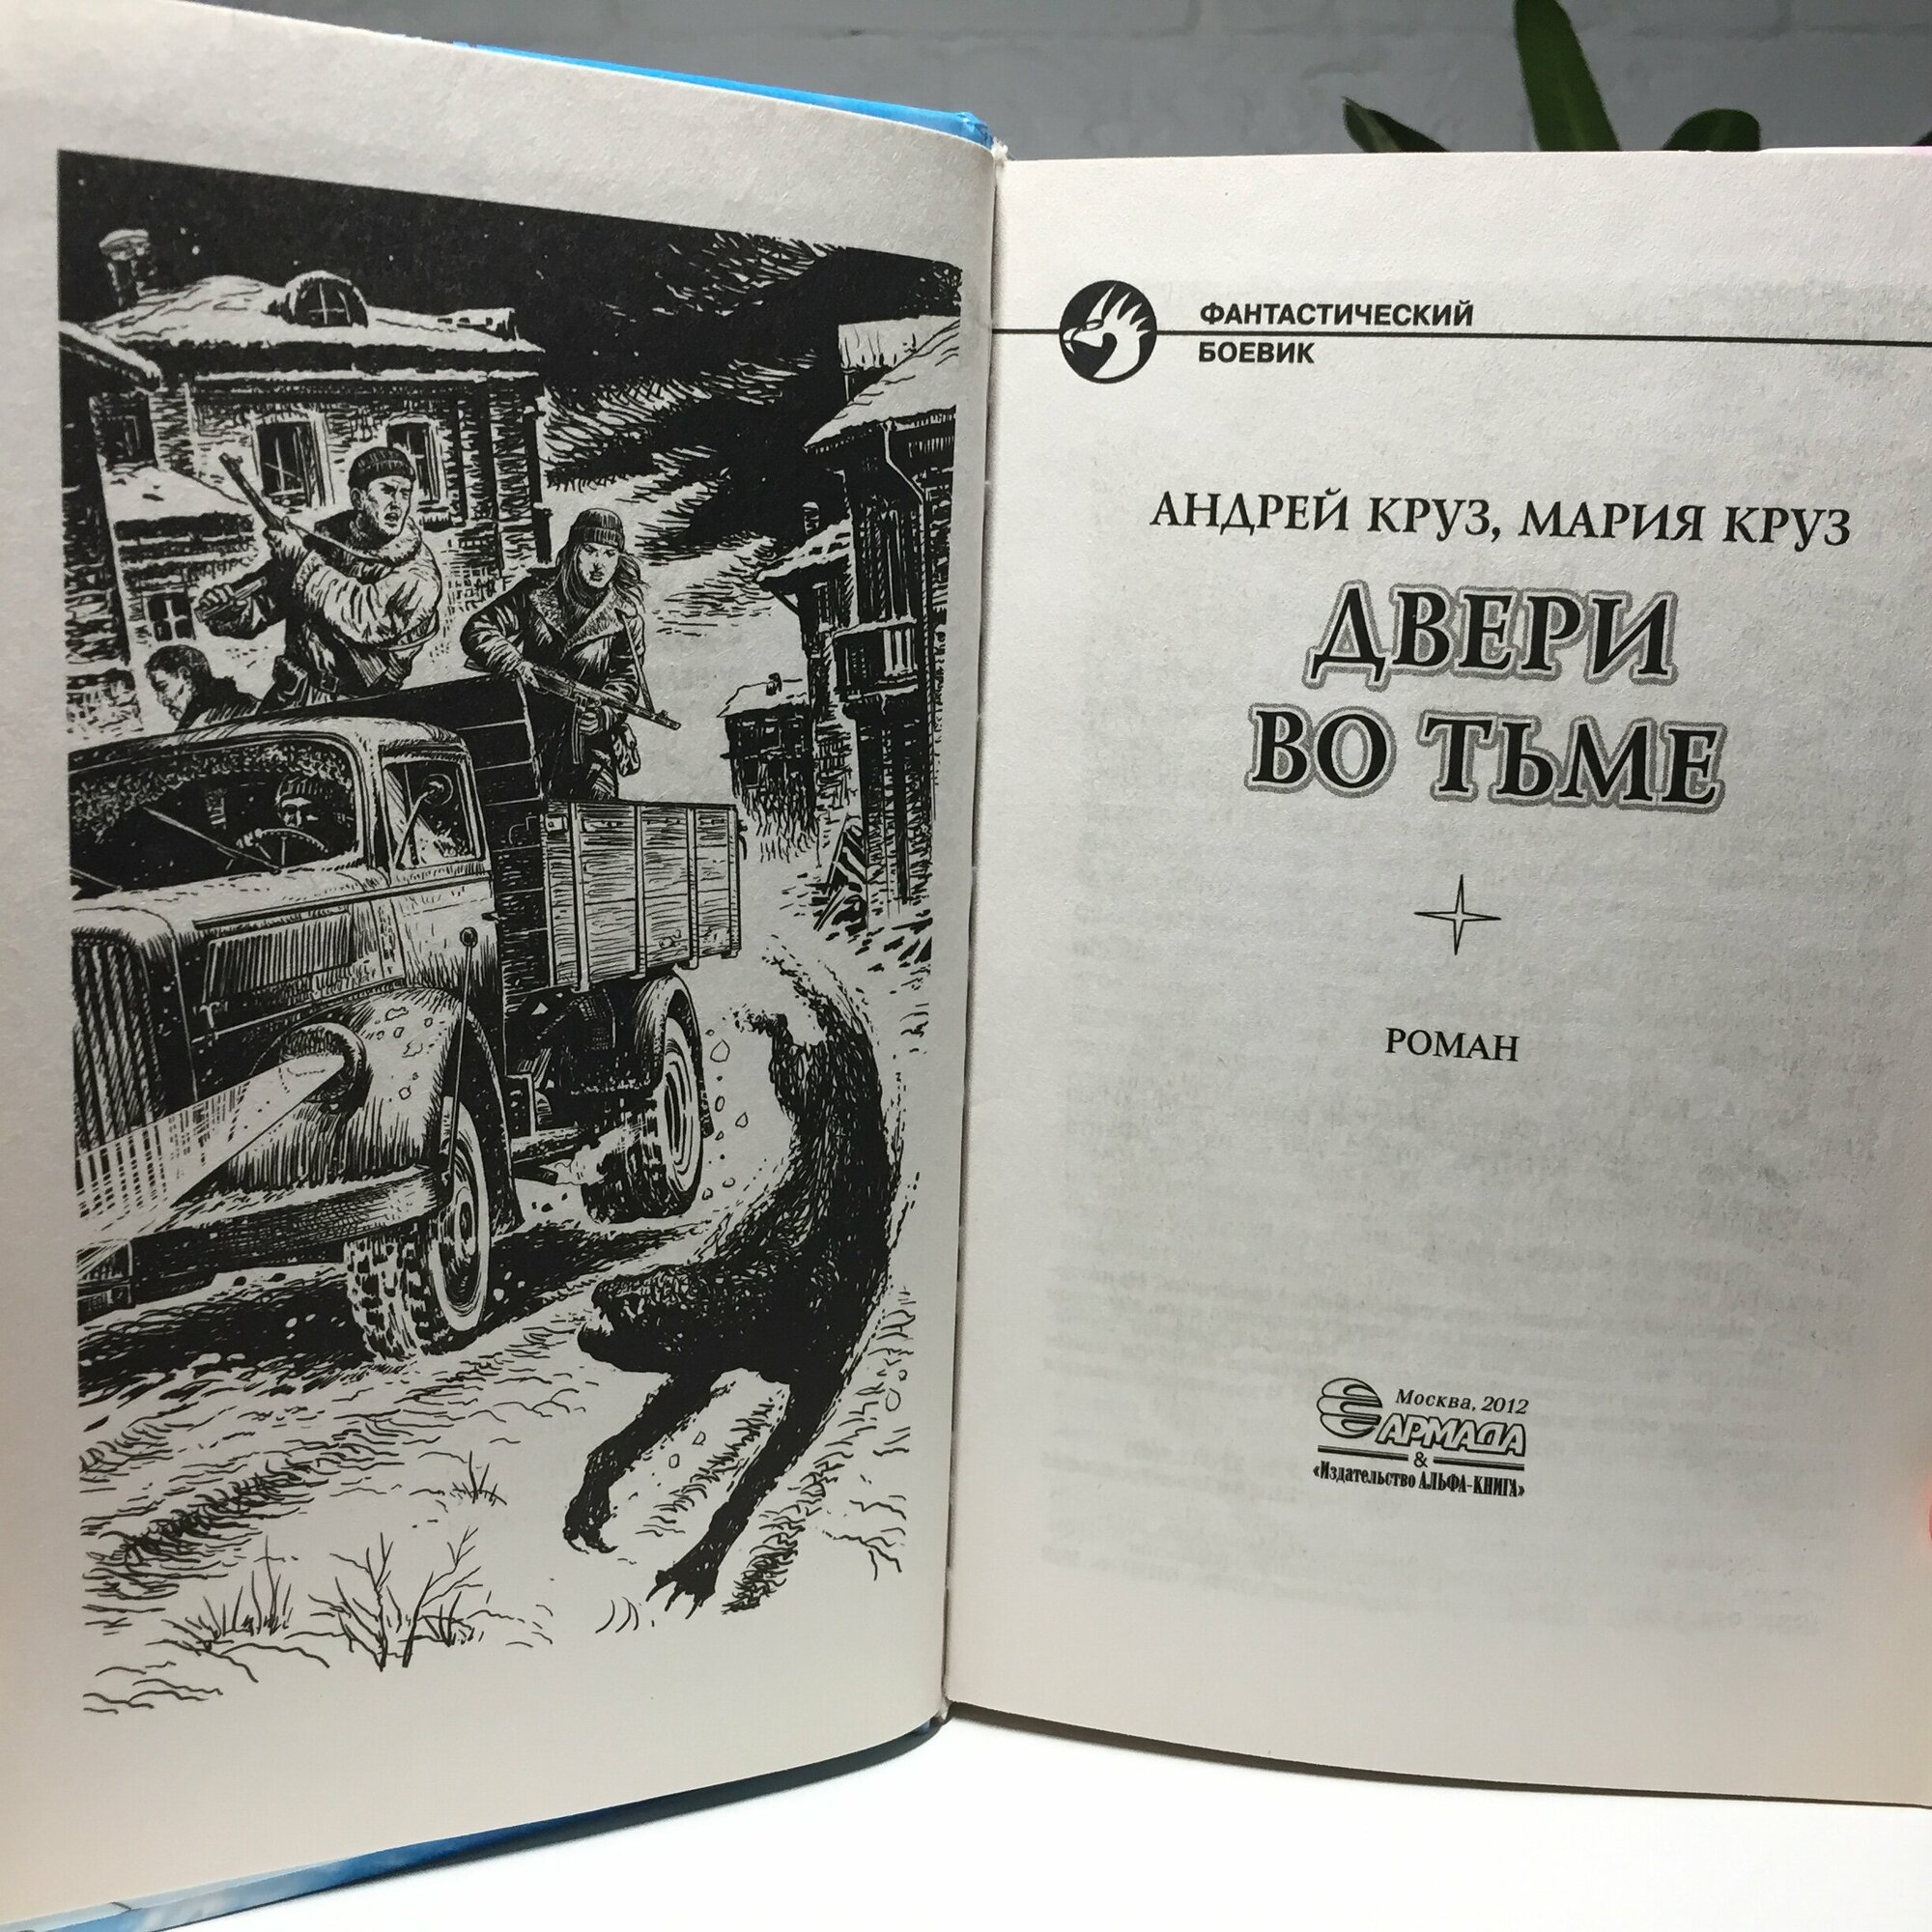 ФАНТАСТИЧЕСКИЙ
БОЕВИК
АНДРЕЙ КРУЗ, МАРИЯ КРУЗ
ДВЕРИ
ВО ТЬМЕ
РОМАН
Москва, 2012
АРМАДА
&
«Издательство АЛЬФА-КНИГА»